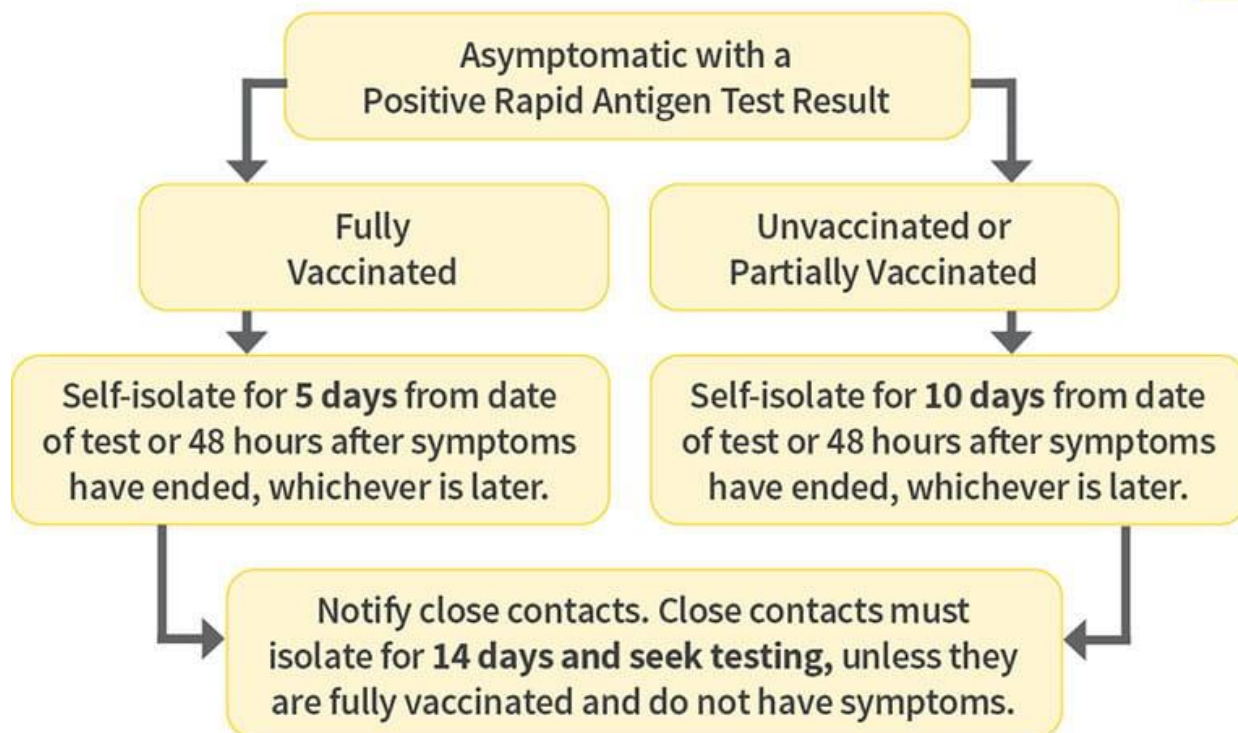 Asymptomatic with a
Positive Rapid Antigen Test Result
Fully
Vaccinated
Unvaccinated or
Partially Vaccinated
Self-isolate for 5 days from date
of test or 48 hours after symptoms
have ended, whichever is later.
Self-isolate for 10 days from date
of test or 48 hours after symptoms
have ended, whichever is later.
Notify close contacts. Close contacts must
isolate for 14 days and seek testing, unless they
are fully vaccinated and do not have symptoms.